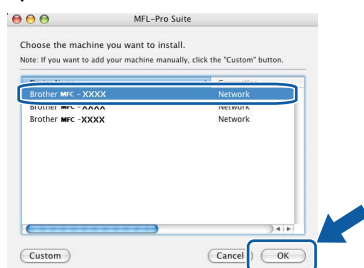 MFL-Pro Suite
Choose the machine you want to install.
Note: If you want to add your machine manually, click the "Custom" button.
Brother MFC - XXXX Network
Brother MFC - XXXX Network
Brother MFC -XXXX Network
Custom Cancel OK